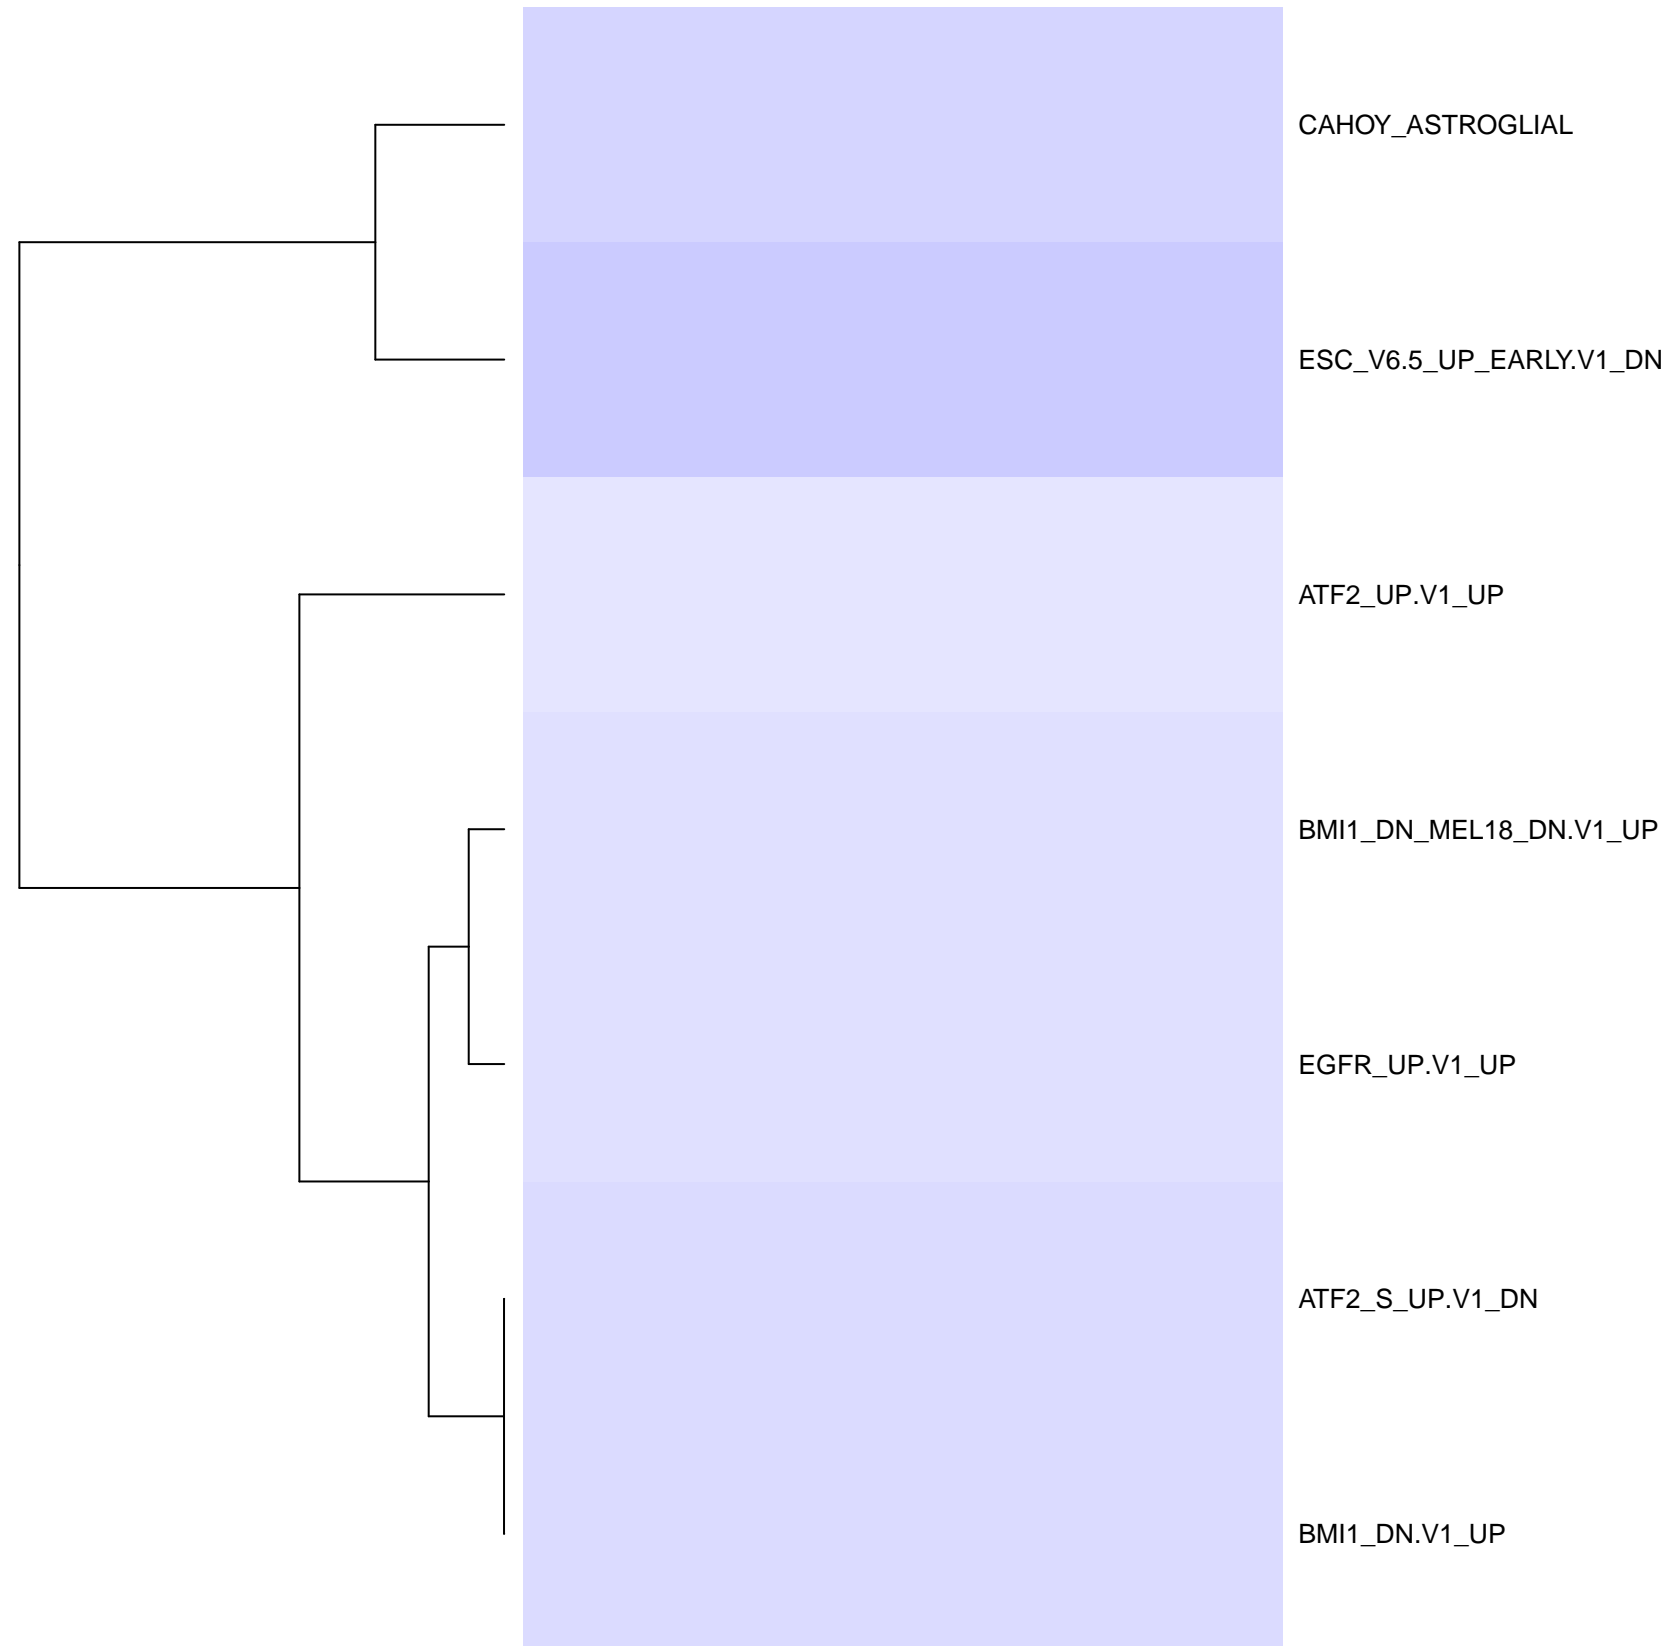 CAHOY_ASTROGLIAL
ESC_V6.5_UP_EARLY.V1_DN
ATF2_UP.V1_UP
BMI1_DN_MEL18_DN.V1_UP
EGFR_UP.V1_UP
ATF2_S_UP.V1_DN
BMI1_DN.V1_UP